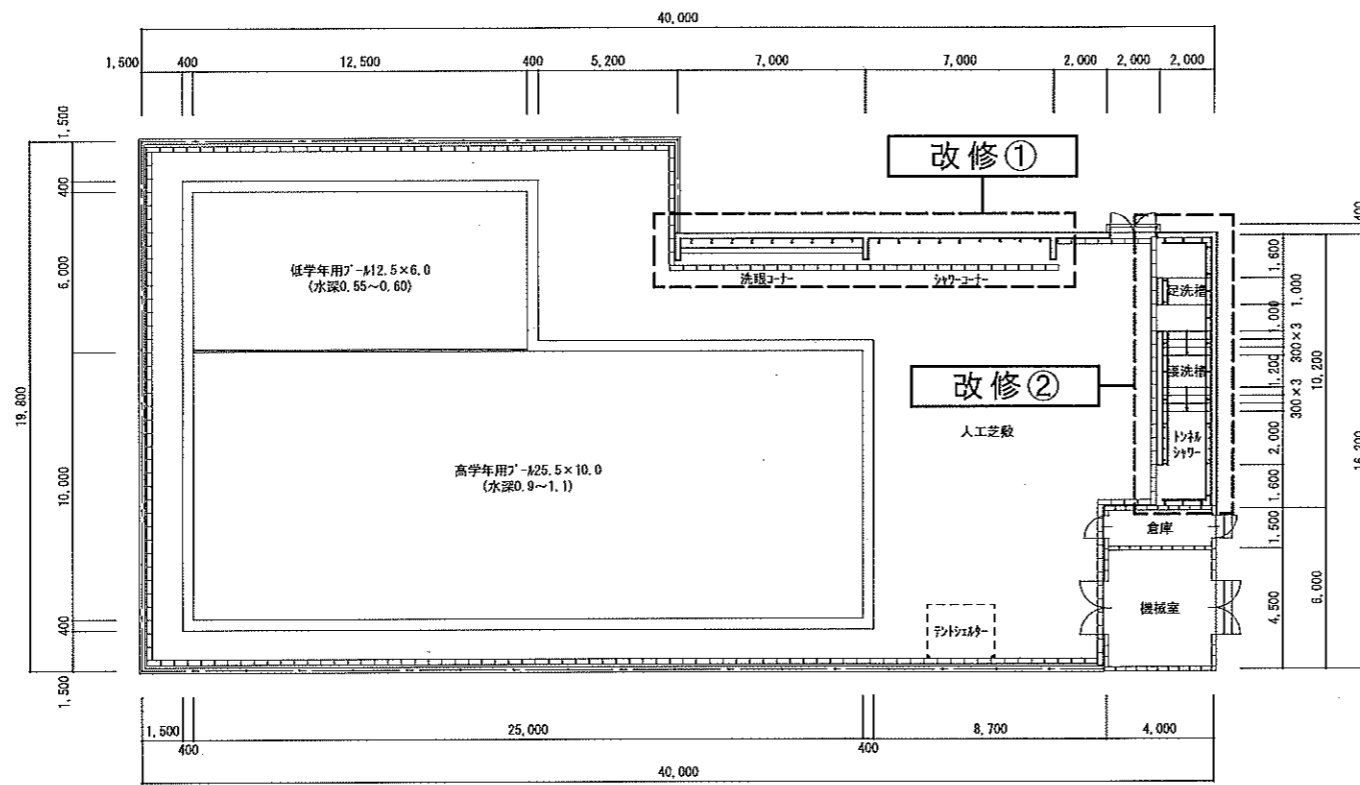 40,000
1,500 400 12,500 400 5,200 7,000 7,000 2,000 2,000 2,000
1,500
400
6,000
19,800
10,000
400
1,500
改修①
低学年用プール12.5×6.0
(水深0.55～0.60)
洗眼コーナー
シャワーコーナー
足洗槽
改修②
腰洗槽
人工芝敷
トンネル
シャワー
高学年用プール25.5×10.0
(水深0.9～1.1)
倉庫
機械室
テントシェルター
400
1,600
1,000
1,000
300×3
1,200
300×3
2,000
1,600
10,200
1,500
4,500
6,000
16,200
1,500 400 25,000 400 8,700 4,000
40,000